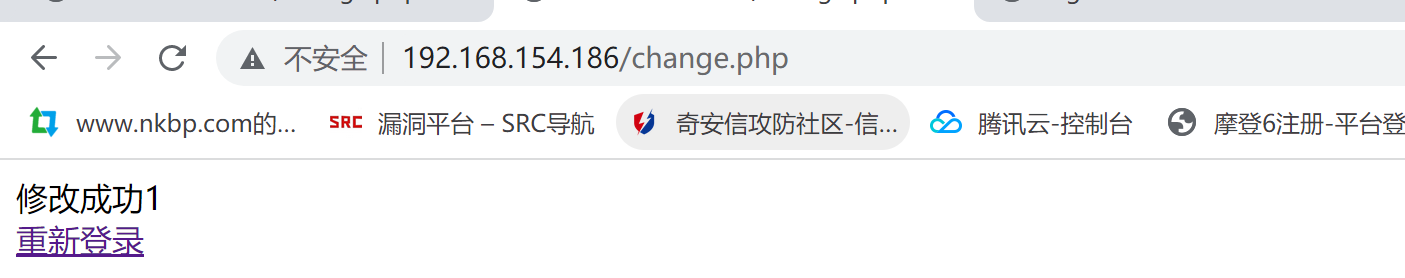 不安全 192.168.154.186/change.php
www.nkbp.com的... SRC 漏洞平台 – SRC导航 奇安信攻防社区-信... 腾讯云-控制台 摩登6注册-平台登
修改成功1
重新登录